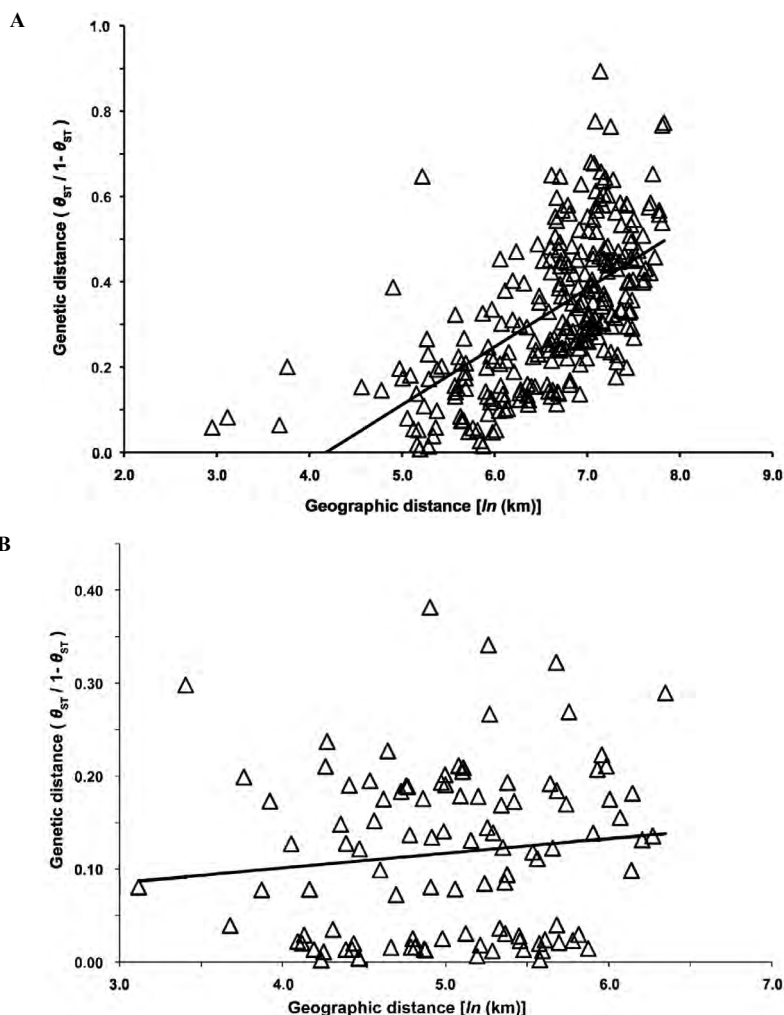 A
Genetic distance ( θST / 1- θST )
1.0
0.8
0.6
0.4
0.2
0.0
2.0 3.0 4.0 5.0 6.0 7.0 8.0 9.0
Geographic distance [ln (km)]
B
Genetic distance ( θST / 1- θST )
0.40
0.30
0.20
0.10
0.00
3.0 4.0 5.0 6.0 7.0
Geographic distance [ln (km)]